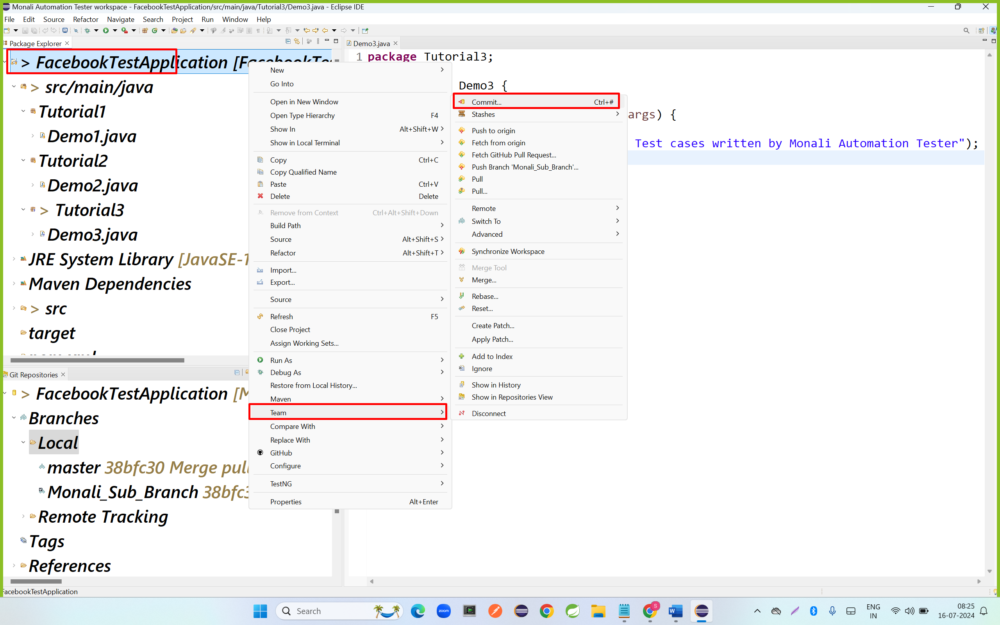 Monali Automation Tester workspace - FacebookTestApplication/src/main/java/Tutorial3/Demo3.java - Eclipse IDE
File Edit Source Refactor Navigate Search Project Run Window Help
Package Explorer
> FacebookTestApplication [FacebookTes
> src/main/java
Tutorial1
Demo1.java
Tutorial2
Demo2.java
> Tutorial3
Demo3.java
JRE System Library [JavaSE-1
Maven Dependencies
> src
target
Git Repositories
> FacebookTestApplication [M
Branches
Local
master 38bfc30 Merge pull
Monali_Sub_Branch 38bfc3
Remote Tracking
Tags
References
FacebookTestApplication
New
Go Into
Open in New Window
Open Type Hierarchy F4
Show In Alt+Shift+W
Show in Local Terminal
Copy Ctrl+C
Copy Qualified Name
Paste Ctrl+V
Delete Delete
Remove from Context Ctrl+Alt+Shift+Down
Build Path
Source Alt+Shift+S
Refactor Alt+Shift+T
Import...
Export...
Source
Refresh F5
Close Project
Assign Working Sets...
Run As
Debug As
Restore from Local History...
Maven
Team
Compare With
Replace With
GitHub
Configure
TestNG
Properties Alt+Enter
Commit... Ctrl+#
Stashes
Push to origin
Fetch from origin
Fetch GitHub Pull Request...
Push Branch 'Monali_Sub_Branch'...
Pull
Pull...
Remote
Switch To
Advanced
Synchronize Workspace
Merge Tool
Merge...
Rebase...
Reset...
Create Patch...
Apply Patch...
Add to Index
Ignore
Show in History
Show in Repositories View
Disconnect
Demo3.java
1 package Tutorial3;
Demo3 {
args) {
Test cases written by Monali Automation Tester");
Search
zoom
S
ENG
IN
08:25
16-07-2024